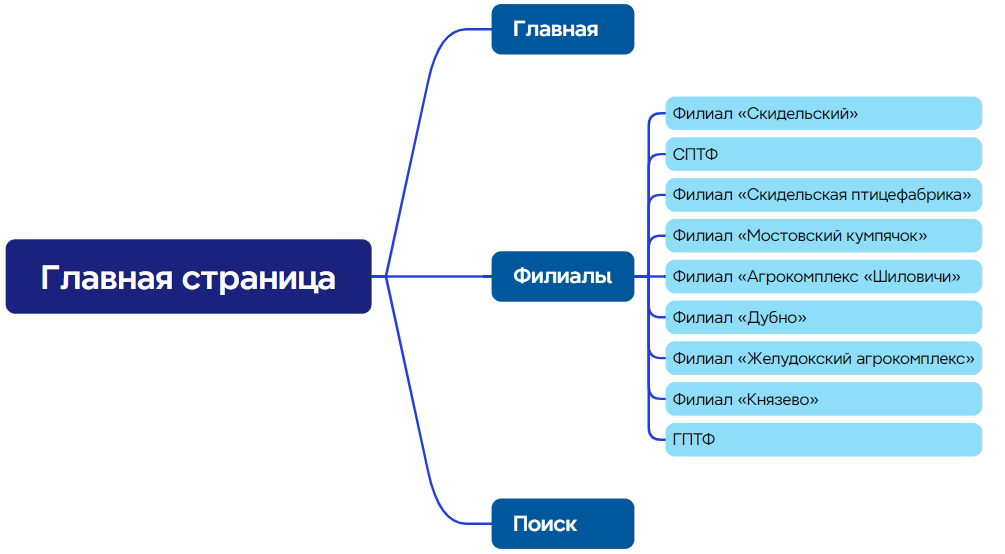 Главная страница
Главная
Филиалы
Филиал «Скидельский»
СПТФ
Филиал «Скидельская птицефабрика»
Филиал «Мостовский кумпячок»
Филиал «Агрокомплекс «Шиловичи»
Филиал «Дубно»
Филиал «Желудокский агрокомплекс»
Филиал «Князево»
ГПТФ
Поиск